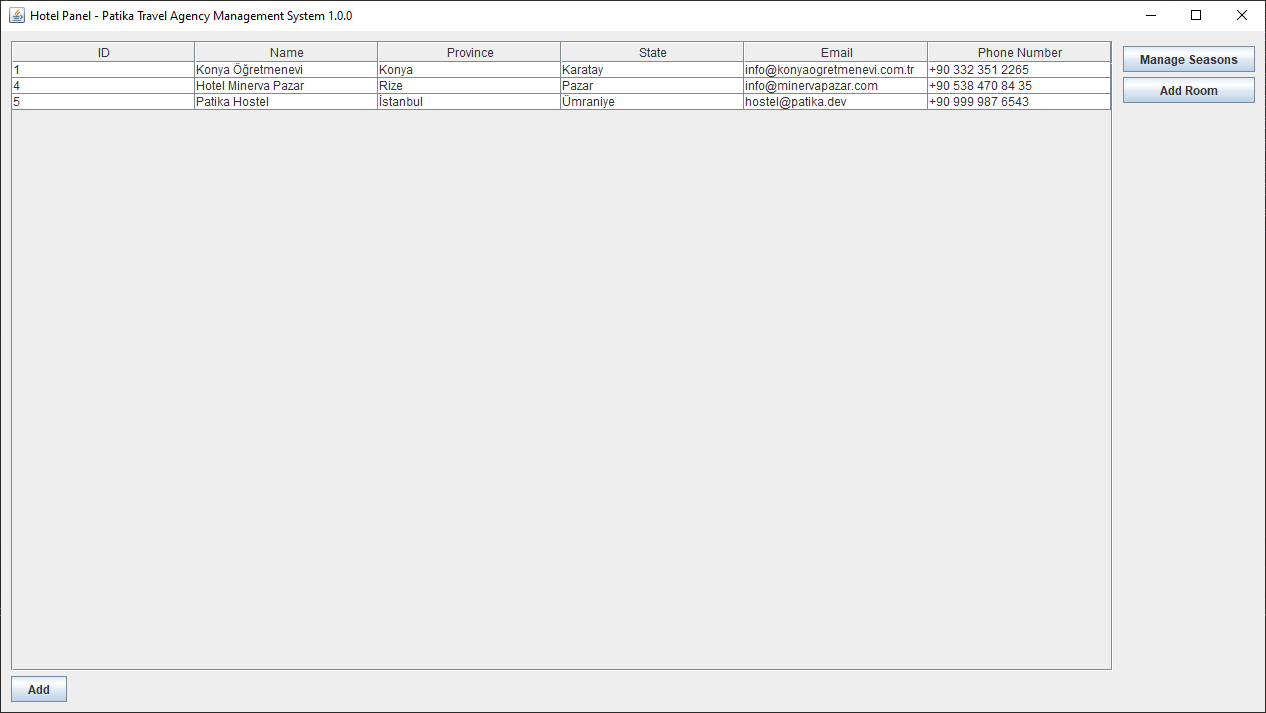 Hotel Panel - Patika Travel Agency Management System 1.0.0
ID Name Province State Email Phone Number
1 Konya Öğretmenevi Konya Karatay info@konyaogretmenevi.com.tr +90 332 351 2265
4 Hotel Minerva Pazar Rize Pazar info@minervapazar.com +90 538 470 84 35
5 Patika Hostel İstanbul Ümraniye hostel@patika.dev +90 999 987 6543
Manage Seasons
Add Room
Add